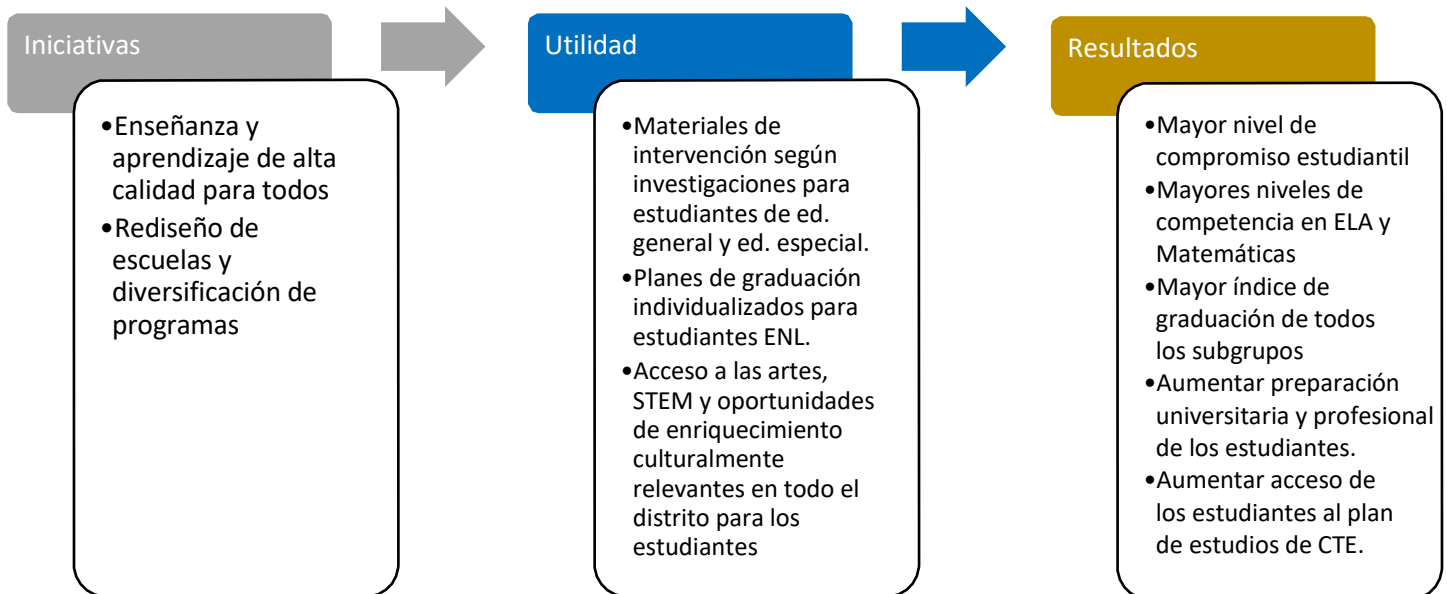 Iniciativas
•Enseñanza y
aprendizaje de alta
calidad para todos
•Rediseño de
escuelas y
diversificación de
programas
Utilidad
•Materiales de
intervención según
investigaciones para
estudiantes de ed.
general y ed. especial.
•Planes de graduación
individualizados para
estudiantes ENL.
•Acceso a las artes,
STEM y oportunidades
de enriquecimiento
culturalmente
relevantes en todo el
distrito para los
estudiantes
Resultados
•Mayor nivel de
compromiso estudiantil
•Mayores niveles de
competencia en ELA y
Matemáticas
•Mayor índice de
graduación de todos
los subgrupos
•Aumentar preparación
universitaria y profesional
de los estudiantes.
•Aumentar acceso de
los estudiantes al plan
de estudios de CTE.